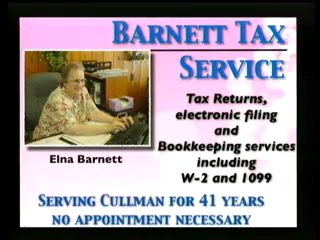 BARNETT TAX
SERVICE
Tax Returns,
electronic filing
and
Bookkeeping services
including
W-2 and 1099
Elna Barnett
SERVING CULLMAN FOR 41 YEARS
NO APPOINTMENT NECESSARY